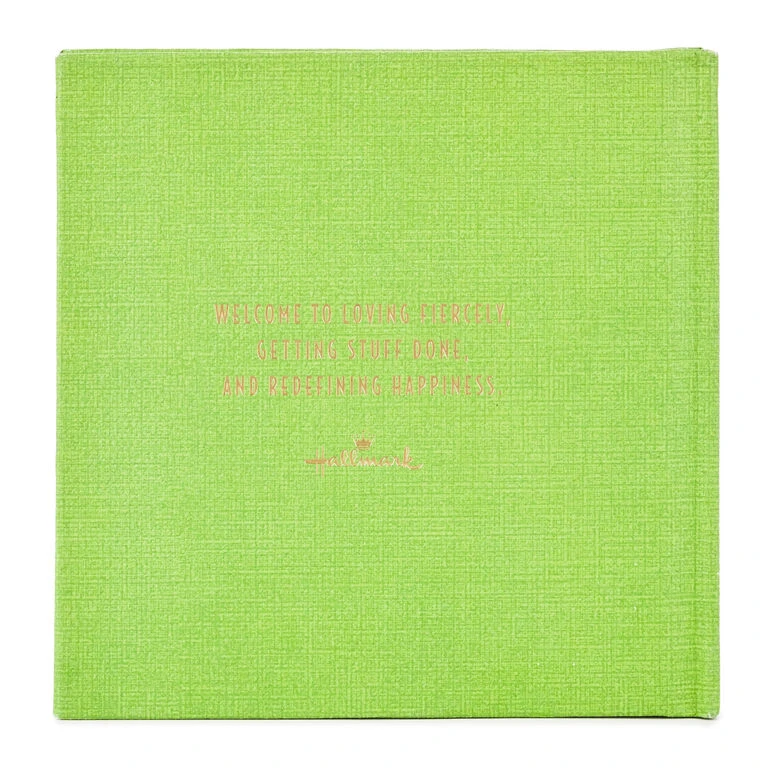 WELCOME TO LOVING FIERCELY,
GETTING STUFF DONE,
AND REDEFINING HAPPINESS.
Hallmark